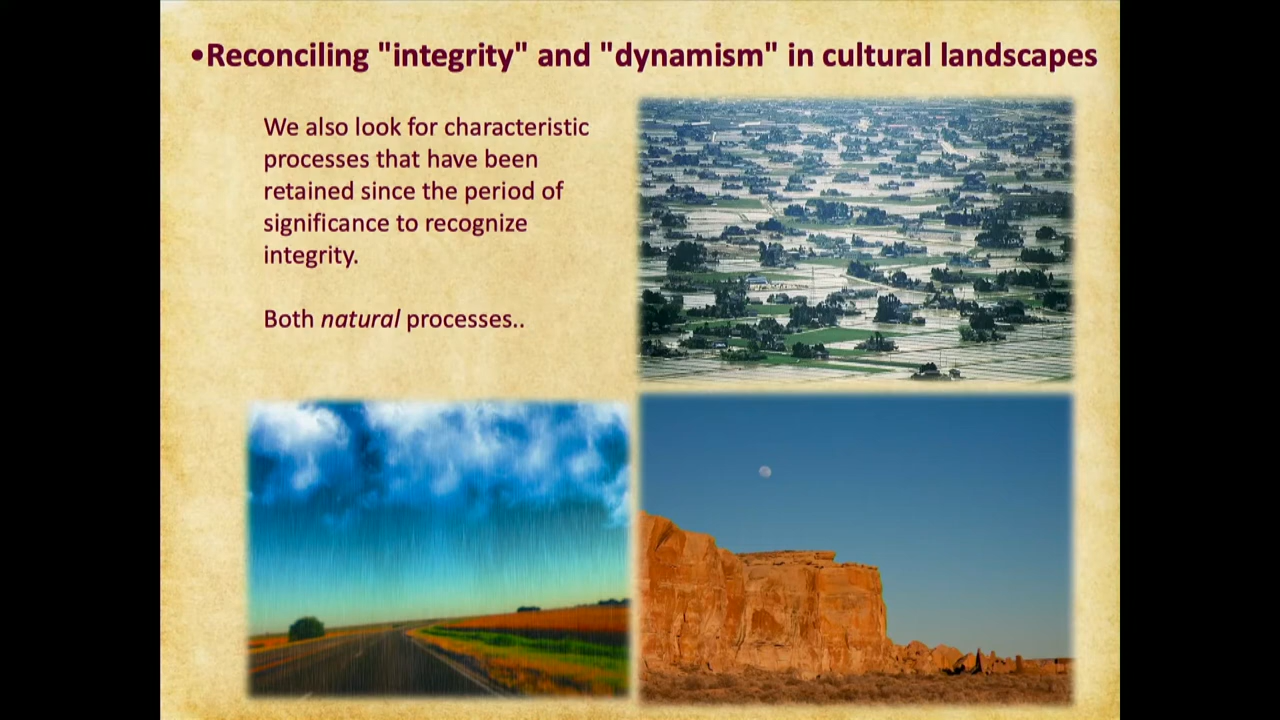 •Reconciling "integrity" and "dynamism" in cultural landscapes
We also look for characteristic
processes that have been
retained since the period of
significance to recognize
integrity.
Both natural processes..